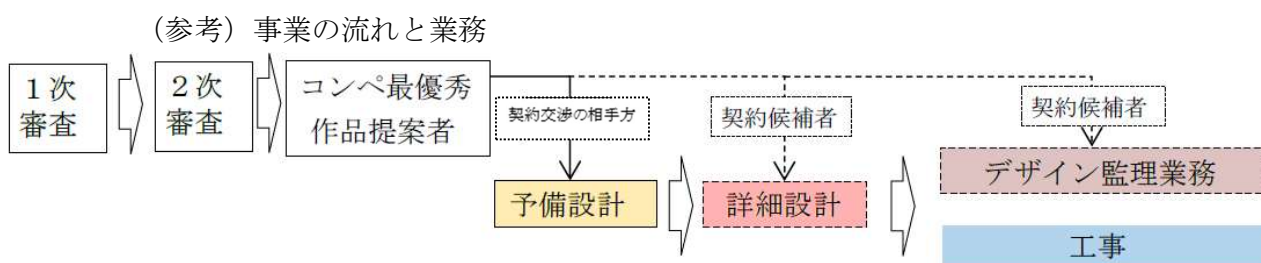 （参考）事業の流れと業務
１次
審査
２次
審査
コンペ最優秀
作品提案者
契約交渉の相手方
契約候補者
契約候補者
予備設計
詳細設計
デザイン監理業務
工事